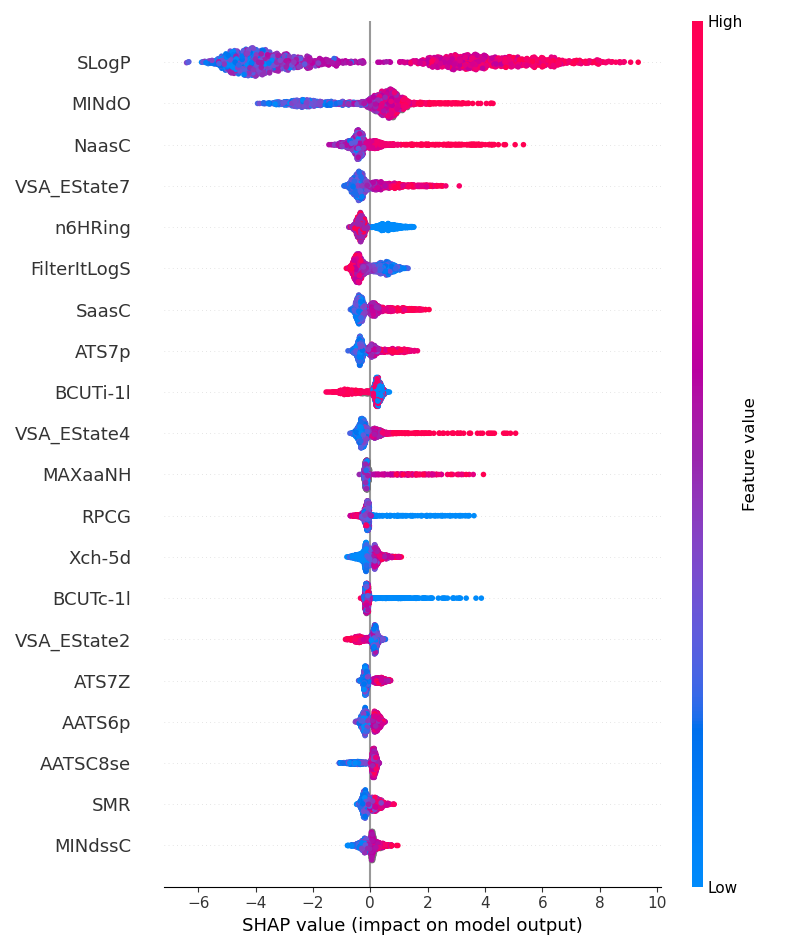 High
SLogP
MINdO
NaasC
VSA_EState7
n6HRing
FilterItLogS
SaasC
ATS7p
BCUTi-1l
VSA_EState4
MAXaaNH
RPCG
Xch-5d
BCUTc-1l
VSA_EState2
ATS7Z
AATS6p
AATSC8se
SMR
MINdssC
Feature value
Low
−6 −4 −2 0 2 4 6 8 10
SHAP value (impact on model output)